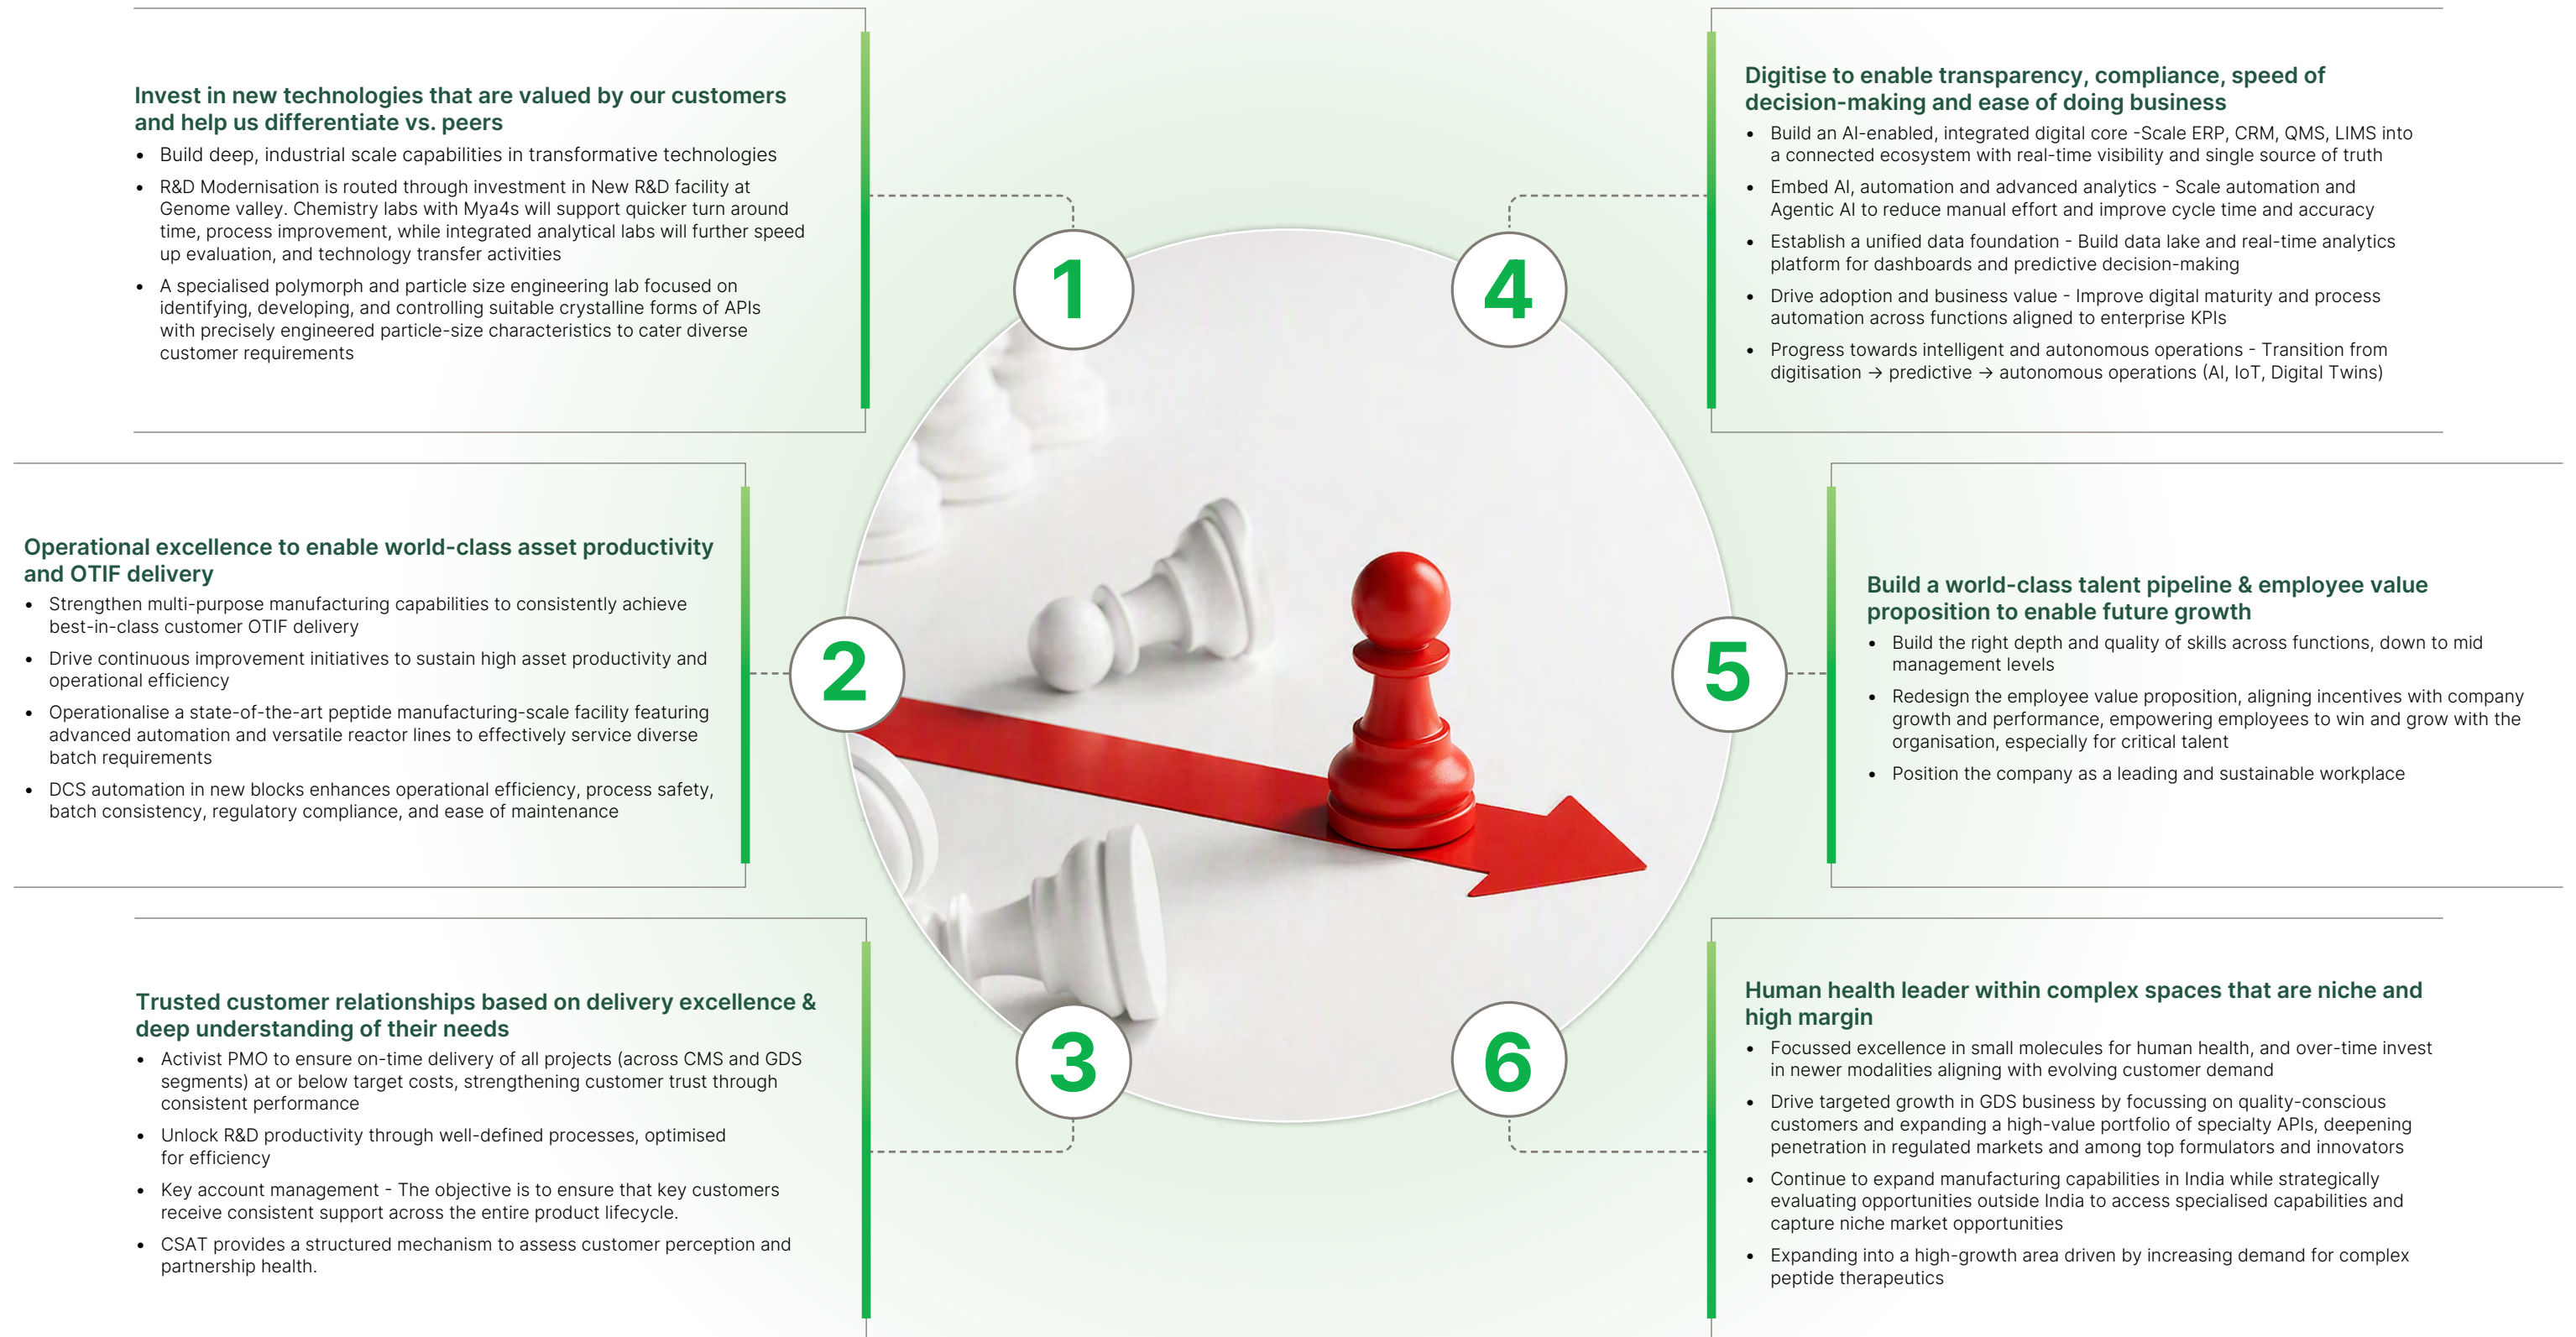 Invest in new technologies that are valued by our customers
and help us differentiate vs. peers
• Build deep, industrial scale capabilities in transformative technologies
• R&D Modernisation is routed through investment in New R&D facility at
Genome valley. Chemistry labs with Mya4s will support quicker turn around
time, process improvement, while integrated analytical labs will further speed
up evaluation, and technology transfer activities
• A specialised polymorph and particle size engineering lab focused on
identifying, developing, and controlling suitable crystalline forms of APIs
with precisely engineered particle-size characteristics to cater diverse
customer requirements
1
Operational excellence to enable world-class asset productivity
and OTIF delivery
• Strengthen multi-purpose manufacturing capabilities to consistently achieve
best-in-class customer OTIF delivery
• Drive continuous improvement initiatives to sustain high asset productivity and
operational efficiency
• Operationalise a state-of-the-art peptide manufacturing-scale facility featuring
advanced automation and versatile reactor lines to effectively service diverse
batch requirements
• DCS automation in new blocks enhances operational efficiency, process safety,
batch consistency, regulatory compliance, and ease of maintenance
2
Trusted customer relationships based on delivery excellence &
deep understanding of their needs
• Activist PMO to ensure on-time delivery of all projects (across CMS and GDS
segments) at or below target costs, strengthening customer trust through
consistent performance
• Unlock R&D productivity through well-defined processes, optimised
for efficiency
• Key account management - The objective is to ensure that key customers
receive consistent support across the entire product lifecycle.
• CSAT provides a structured mechanism to assess customer perception and
partnership health.
3
Digitise to enable transparency, compliance, speed of
decision-making and ease of doing business
• Build an AI-enabled, integrated digital core -Scale ERP, CRM, QMS, LIMS into
a connected ecosystem with real-time visibility and single source of truth
• Embed AI, automation and advanced analytics - Scale automation and
Agentic AI to reduce manual effort and improve cycle time and accuracy
• Establish a unified data foundation - Build data lake and real-time analytics
platform for dashboards and predictive decision-making
• Drive adoption and business value - Improve digital maturity and process
automation across functions aligned to enterprise KPIs
• Progress towards intelligent and autonomous operations - Transition from
digitisation → predictive → autonomous operations (AI, IoT, Digital Twins)
4
Build a world-class talent pipeline & employee value
proposition to enable future growth
• Build the right depth and quality of skills across functions, down to mid
management levels
• Redesign the employee value proposition, aligning incentives with company
growth and performance, empowering employees to win and grow with the
organisation, especially for critical talent
• Position the company as a leading and sustainable workplace
5
Human health leader within complex spaces that are niche and
high margin
• Focussed excellence in small molecules for human health, and over-time invest
in newer modalities aligning with evolving customer demand
• Drive targeted growth in GDS business by focussing on quality-conscious
customers and expanding a high-value portfolio of specialty APIs, deepening
penetration in regulated markets and among top formulators and innovators
• Continue to expand manufacturing capabilities in India while strategically
evaluating opportunities outside India to access specialised capabilities and
capture niche market opportunities
• Expanding into a high-growth area driven by increasing demand for complex
peptide therapeutics
6